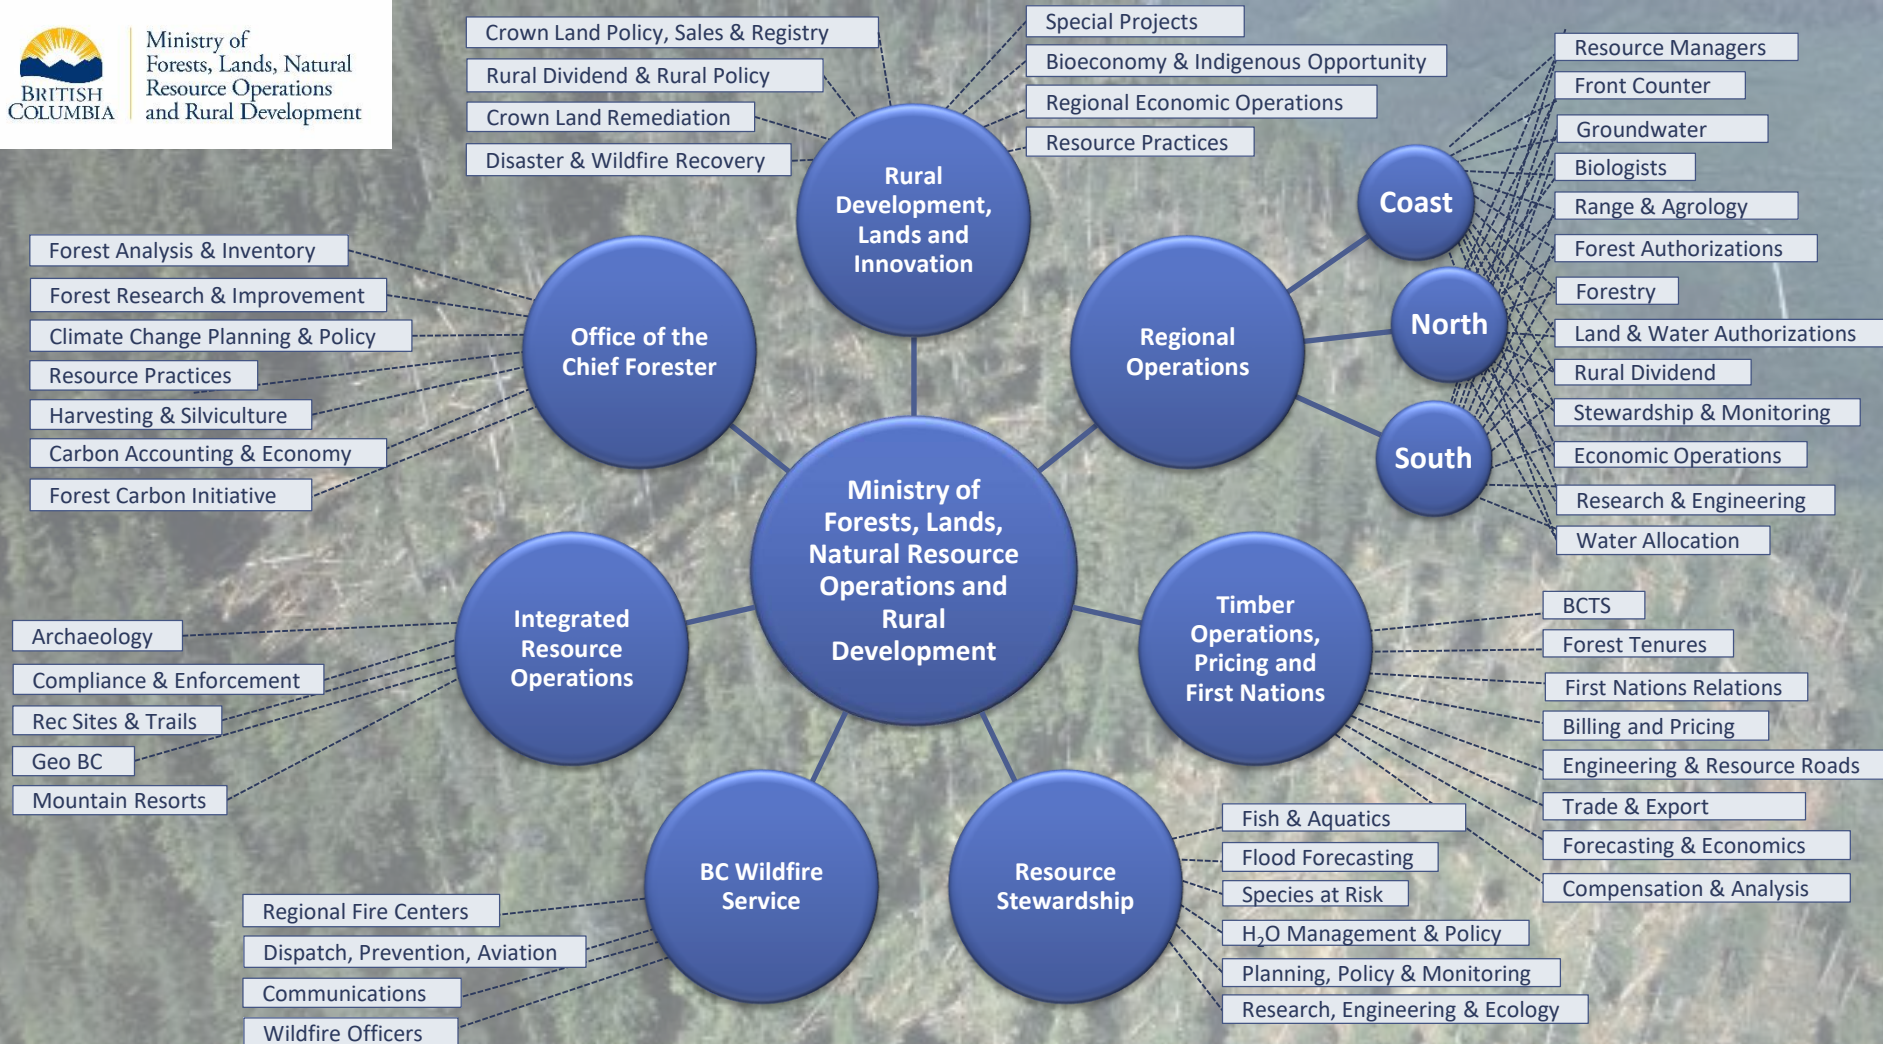 BRITISH
COLUMBIA
Ministry of
Forests, Lands, Natural
Resource Operations
and Rural Development
Crown Land Policy, Sales & Registry
Rural Dividend & Rural Policy
Crown Land Remediation
Disaster & Wildfire Recovery
Special Projects
Bioeconomy & Indigenous Opportunity
Regional Economic Operations
Resource Practices
Rural
Development,
Lands and
Innovation
Forest Analysis & Inventory
Forest Research & Improvement
Climate Change Planning & Policy
Resource Practices
Harvesting & Silviculture
Carbon Accounting & Economy
Forest Carbon Initiative
Office of the
Chief Forester
Regional
Operations
Coast
North
South
Resource Managers
Front Counter
Groundwater
Biologists
Range & Agrology
Forest Authorizations
Forestry
Land & Water Authorizations
Rural Dividend
Stewardship & Monitoring
Economic Operations
Research & Engineering
Water Allocation
Ministry of
Forests, Lands,
Natural Resource
Operations and
Rural
Development
Archaeology
Compliance & Enforcement
Rec Sites & Trails
Geo BC
Mountain Resorts
Integrated
Resource
Operations
Timber
Operations,
Pricing and
First Nations
BCTS
Forest Tenures
First Nations Relations
Billing and Pricing
Engineering & Resource Roads
Trade & Export
Forecasting & Economics
Compensation & Analysis
BC Wildfire
Service
Regional Fire Centers
Dispatch, Prevention, Aviation
Communications
Wildfire Officers
Resource
Stewardship
Fish & Aquatics
Flood Forecasting
Species at Risk
H₂O Management & Policy
Planning, Policy & Monitoring
Research, Engineering & Ecology